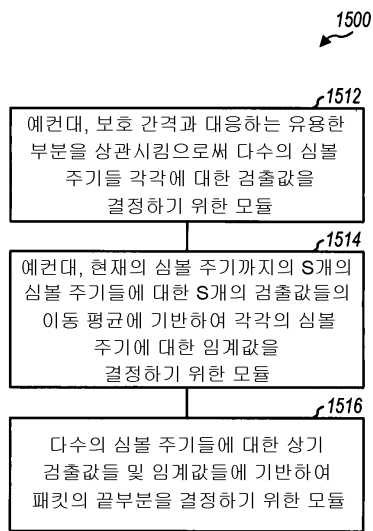 1500
1512
예컨대, 보호 간격과 대응하는 유용한
부분을 상관시킴으로써 다수의 심볼
주기들 각각에 대한 검출값을
결정하기 위한 모듈
1514
예컨대, 현재의 심볼 주기까지의 S개의
심볼 주기들에 대한 S개의 검출값들의
이동 평균에 기반하여 각각의 심볼
주기에 대한 임계값을
결정하기 위한 모듈
1516
다수의 심볼 주기들에 대한 상기
검출값들 및 임계값들에 기반하여
패킷의 끝부분을 결정하기 위한 모듈